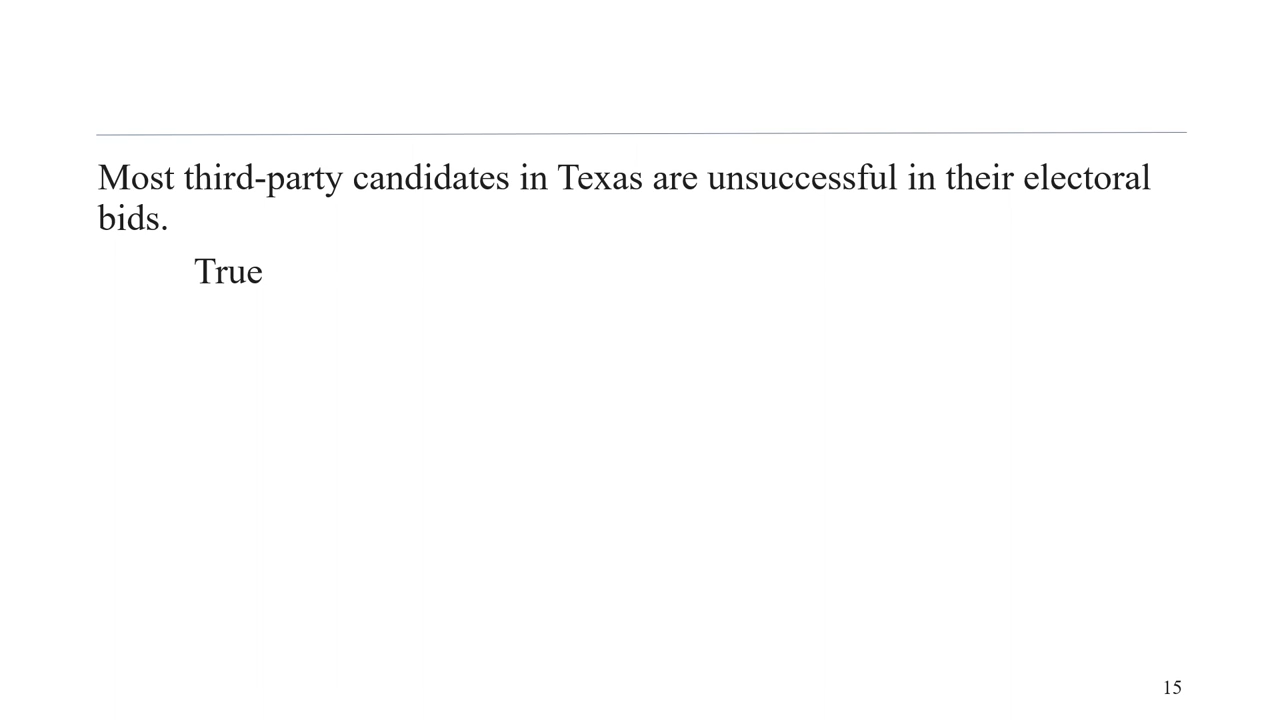 Most third-party candidates in Texas are unsuccessful in their electoral
bids.
True
15